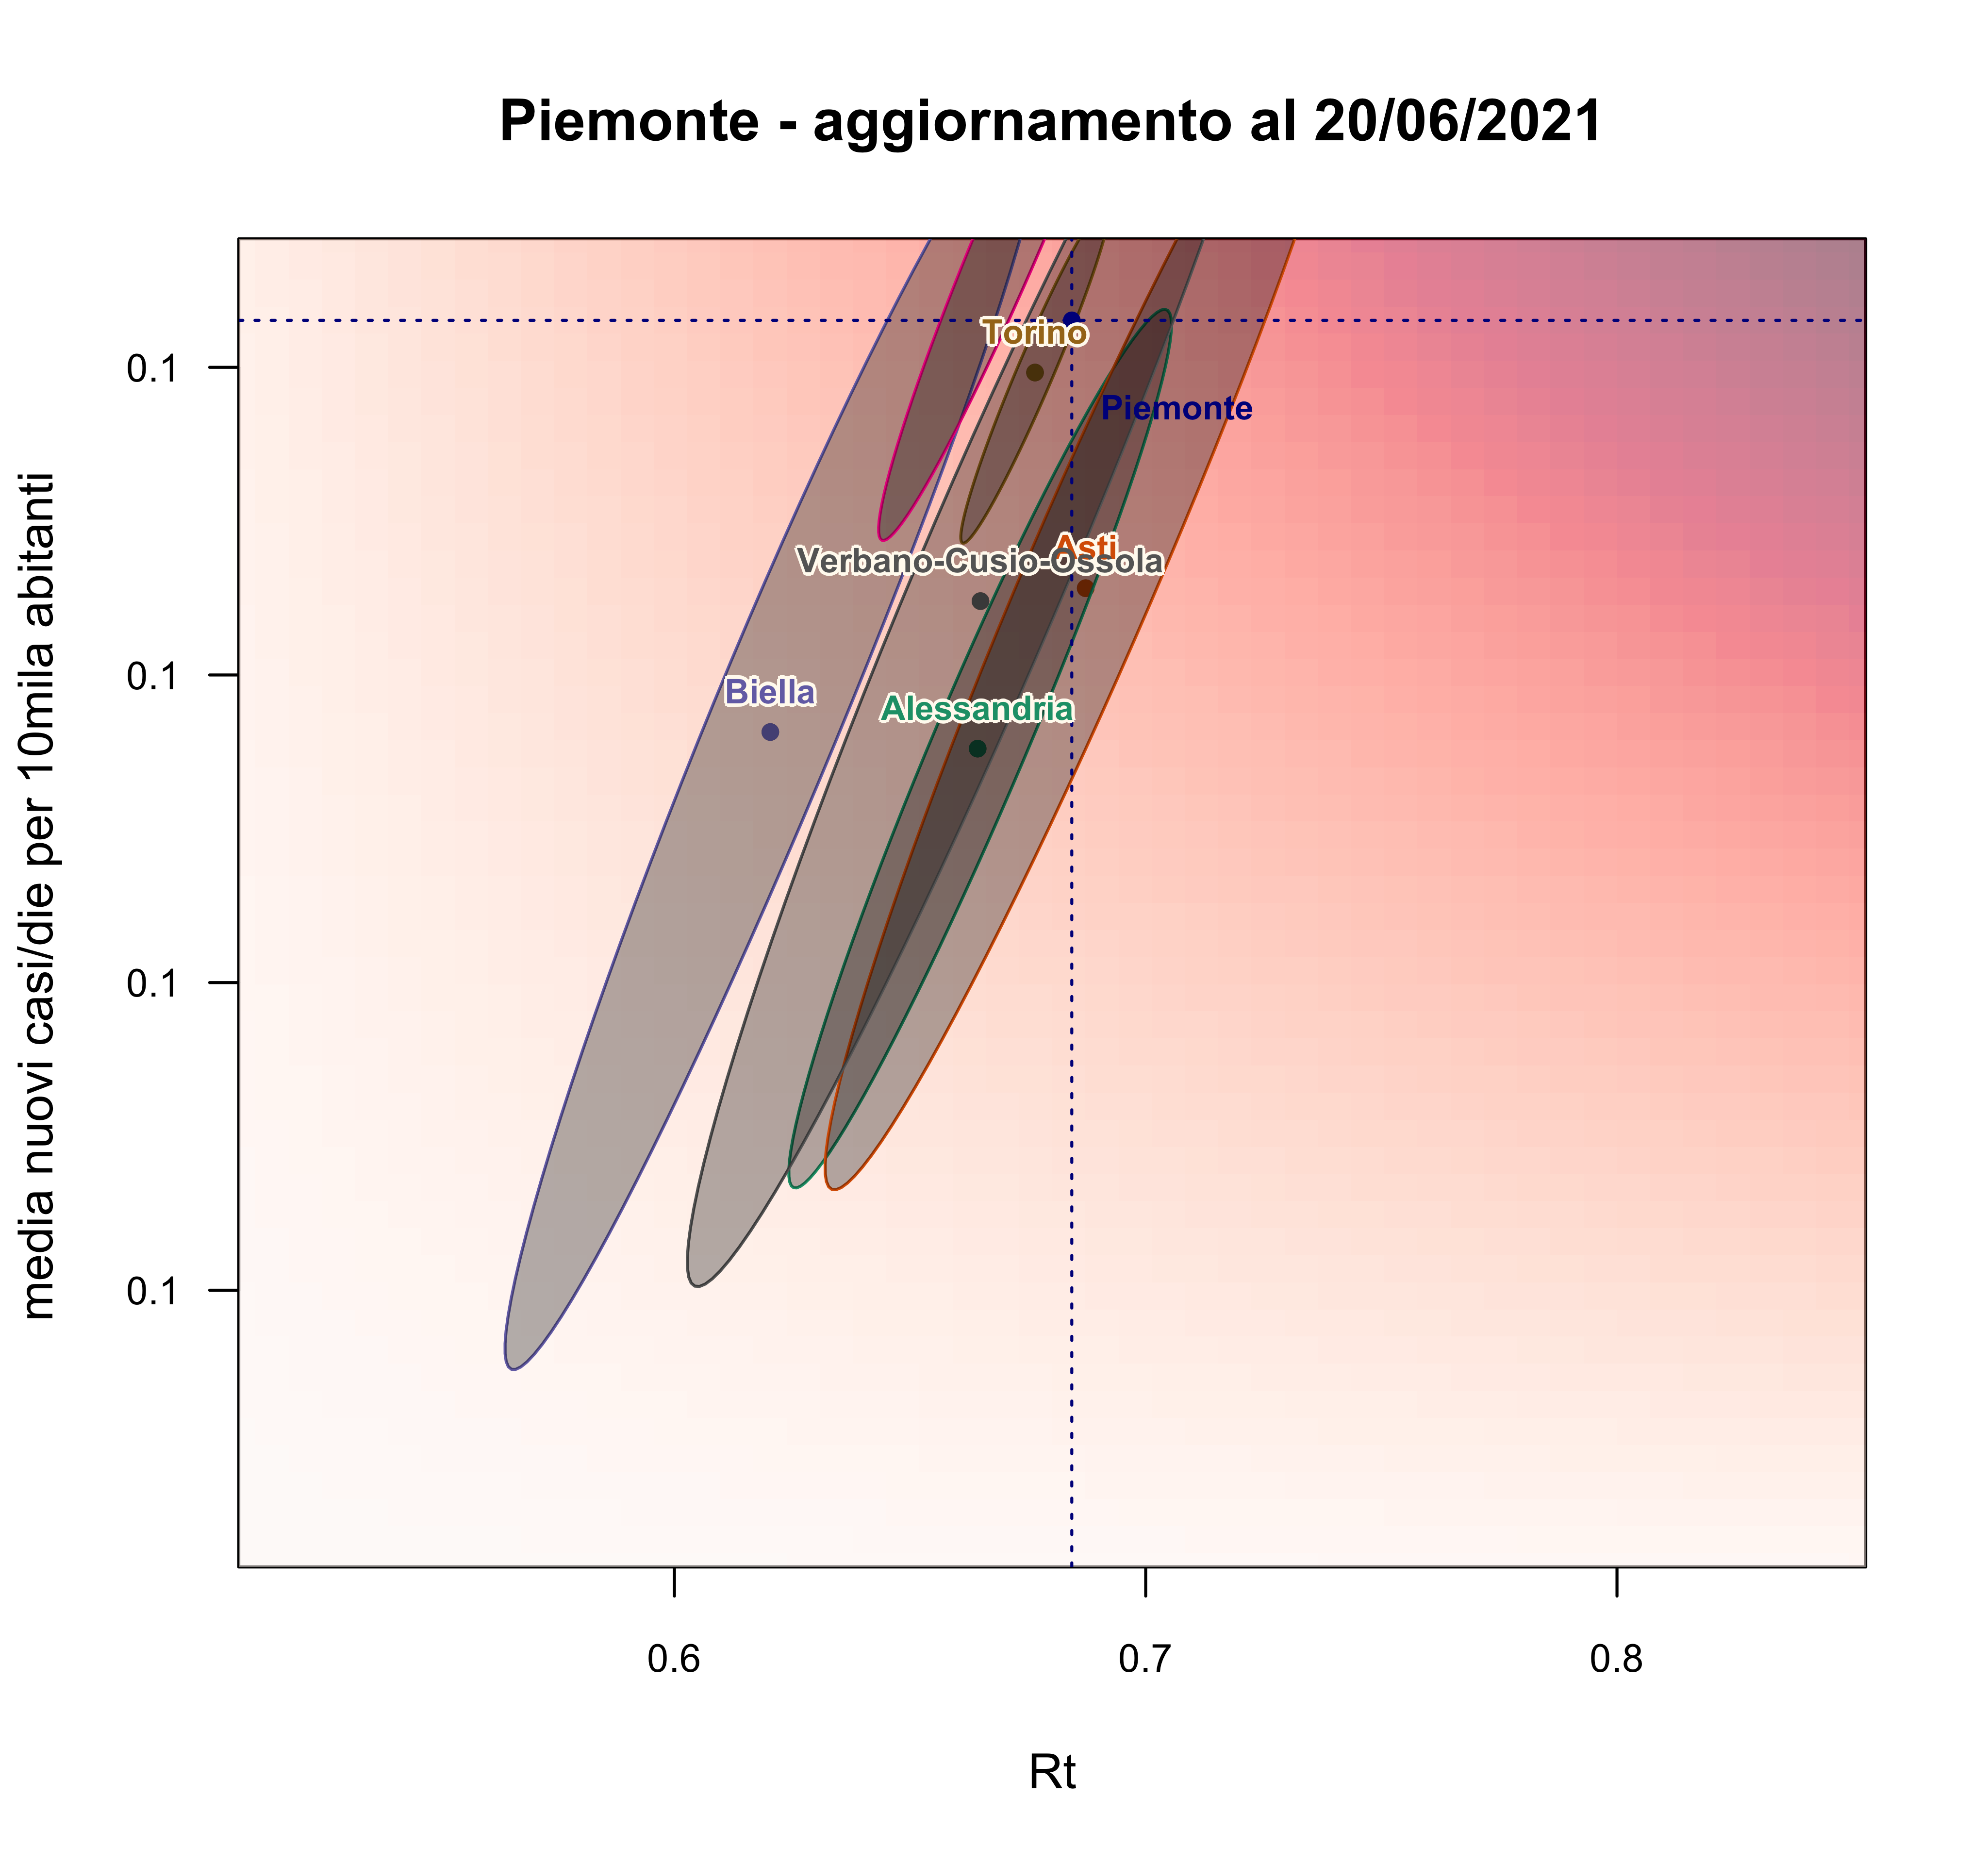 Piemonte - aggiornamento al 20/06/2021
media nuovi casi/die per 10mila abitanti
0.1
0.1
0.1
0.1
Torino
Piemonte
Asti
Verbano-Cusio-Ossola
Biella
Alessandria
0.6 0.7 0.8
Rt